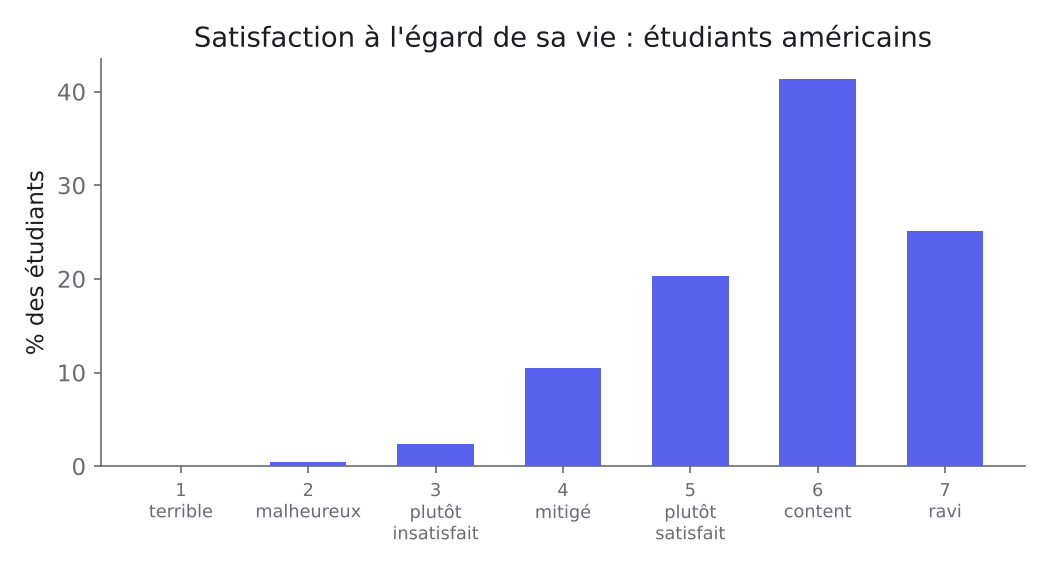 Satisfaction à l'égard de sa vie : étudiants américains
% des étudiants
40
30
20
10
0
1 2 3 4 5 6 7
terrible malheureux plutôt mitigé plutôt content ravi
insatisfait satisfait